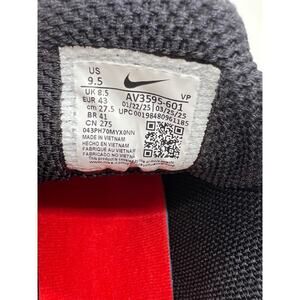 US 9.5
UK 8.5
EUR 43
cm 27.5
BR 41
CN 275
VP
AV3595-601
01/22/25 03/25/25
UPC 00198480961185
043PH70MYX0NN
MADE IN VIETNAM
HECHO EN VIETNAM
FABRIQUE AU VIETNAM
FABRICADO NO VIETNAM